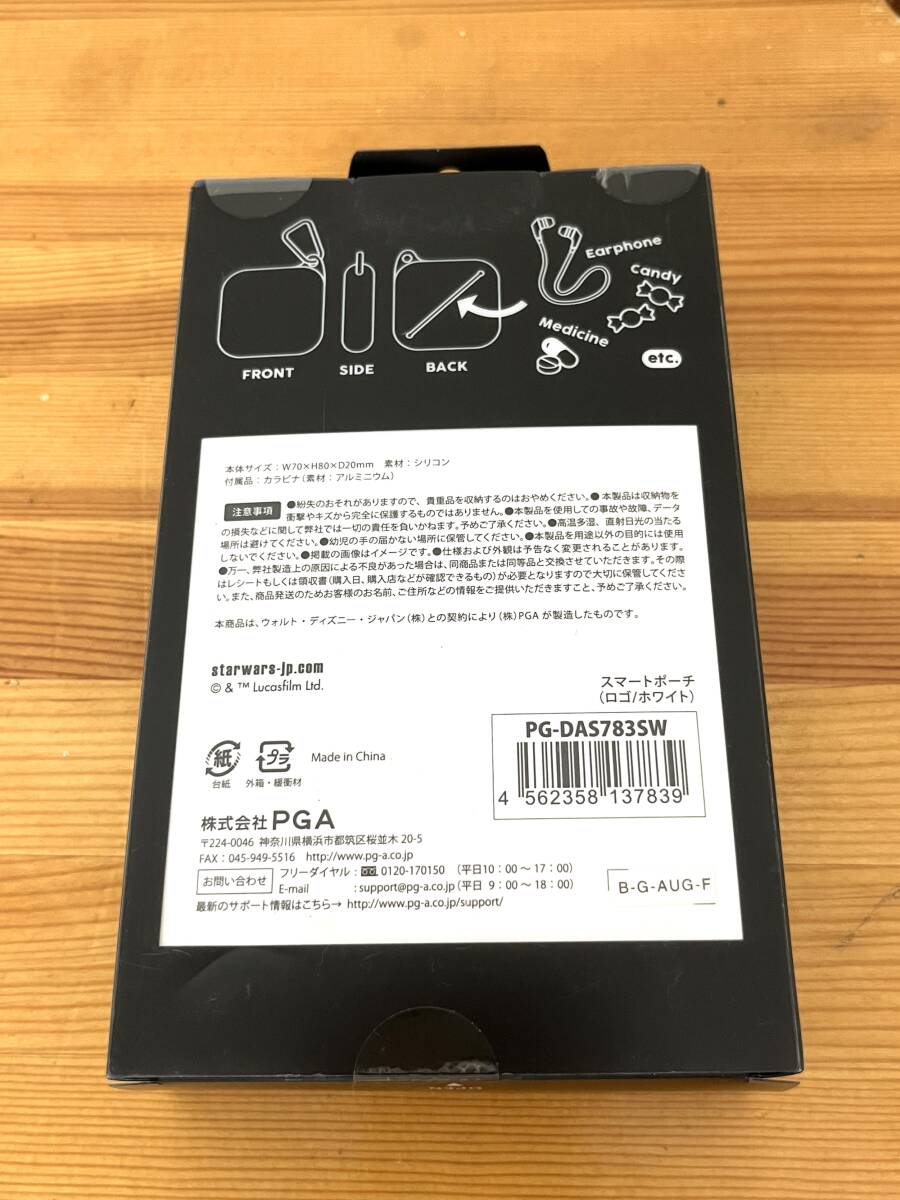 Earphone
Candy
Medicine
etc.
FRONT
SIDE
BACK
本体サイズ：W70×H80×D20mm 素材：シリコン
付属品：カラビナ（素材：アルミニウム）
注意事項 ●紛失のおそれがありますので、貴重品を収納するのはおやめください。●本製品は収納物を
衝撃やキズから完全に保護するものではありません。●本製品を使用しての事故や故障、データ
の損失などに関して弊社では一切の責任を負いかねます。予めご了承ください。●高温多湿、直射日光の当たる
場所は避けてください。●幼児の手の届かない場所に保管してください。●本製品を用途以外の目的には使用
しないでください。●掲載の画像はイメージです。●仕様および外観は予告なく変更されることがあります。
●万一、弊社製造上の原因による不良があった場合は、同商品または同等品と交換させていただきます。その際
はレシートもしくは領収書（購入日、購入店などが確認できるもの）が必要となりますので大切に保管してくださ
い。また、商品発送のためお客様のお名前、ご住所などの情報をご提供いただきますこと、予めご了承ください。
本商品は、ウォルト・ディズニー・ジャパン（株）との契約により（株）PGA が製造したものです。
starwars-jp.com
© & ™ Lucasfilm Ltd.
スマートポーチ
（ロゴ/ホワイト）
PG-DAS783SW
4 562358 137839
紙
台紙
プラ
外箱・緩衝材
Made in China
株式会社PGA
〒224-0046 神奈川県横浜市都筑区桜並木 20-5
FAX：045-949-5516 http://www.pg-a.co.jp
お問い合わせ フリーダイヤル：0120-170150 （平日10：00〜17：00）
E-mail ：support@pg-a.co.jp（平日 9：00〜18：00）
最新のサポート情報はこちら→ http://www.pg-a.co.jp/support/
B-G-AUG-F
OPEN